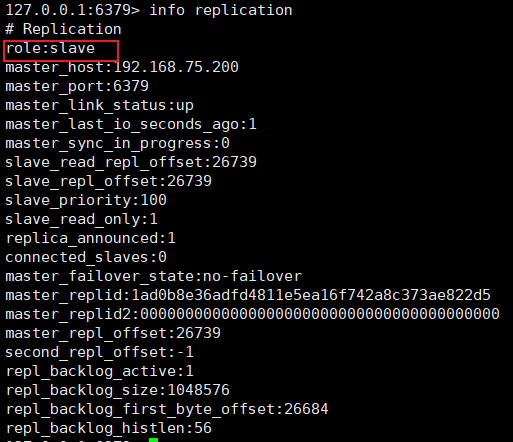 127.0.0.1:6379> info replication
# Replication
role:slave
master_host:192.168.75.200
master_port:6379
master_link_status:up
master_last_io_seconds_ago:1
master_sync_in_progress:0
slave_read_repl_offset:26739
slave_repl_offset:26739
slave_priority:100
slave_read_only:1
replica_announced:1
connected_slaves:0
master_failover_state:no-failover
master_replid:1ad0b8e36adfd4811e5ea16f742a8c373ae822d5
master_replid2:0000000000000000000000000000000000000000
master_repl_offset:26739
second_repl_offset:-1
repl_backlog_active:1
repl_backlog_size:1048576
repl_backlog_first_byte_offset:26684
repl_backlog_histlen:56